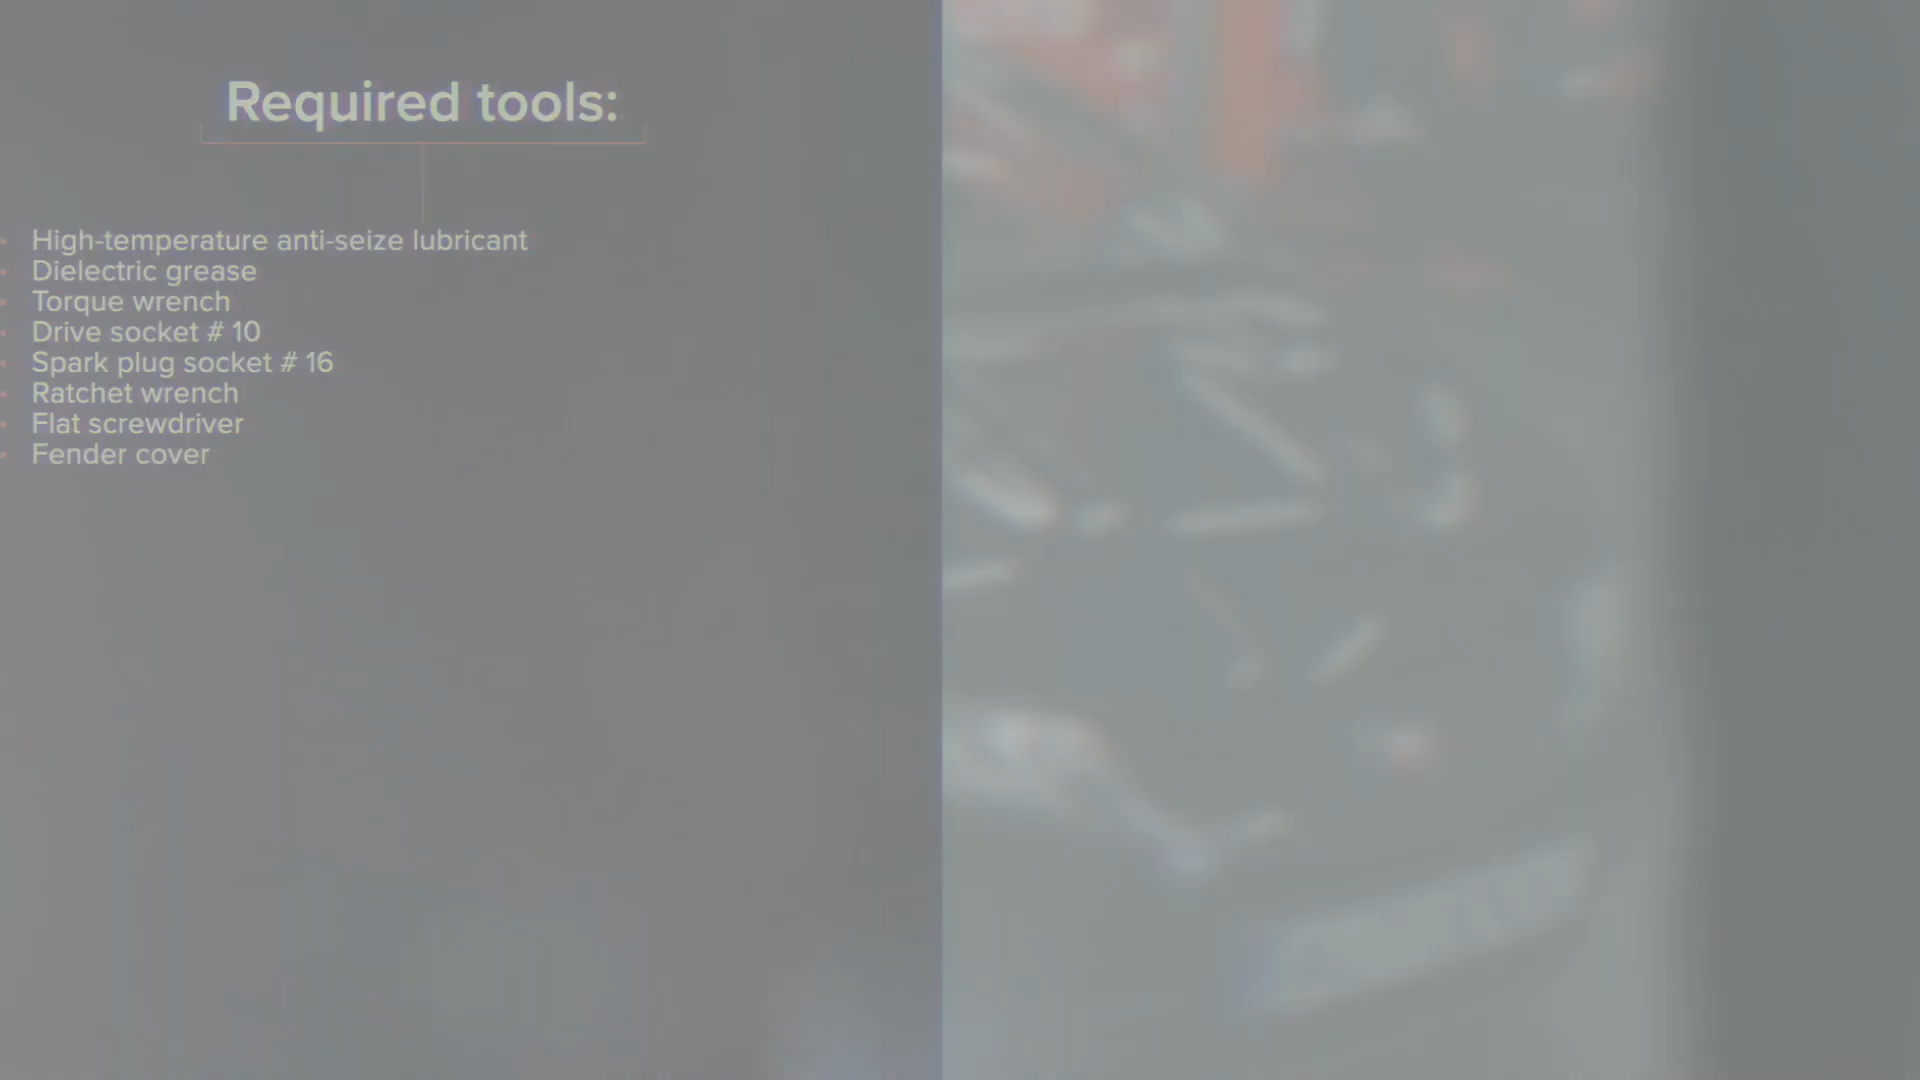 Required tools:
High-temperature anti-seize lubricant
Dielectric grease
Torque wrench
Drive socket # 10
Spark plug socket # 16
Ratchet wrench
Flat screwdriver
Fender cover